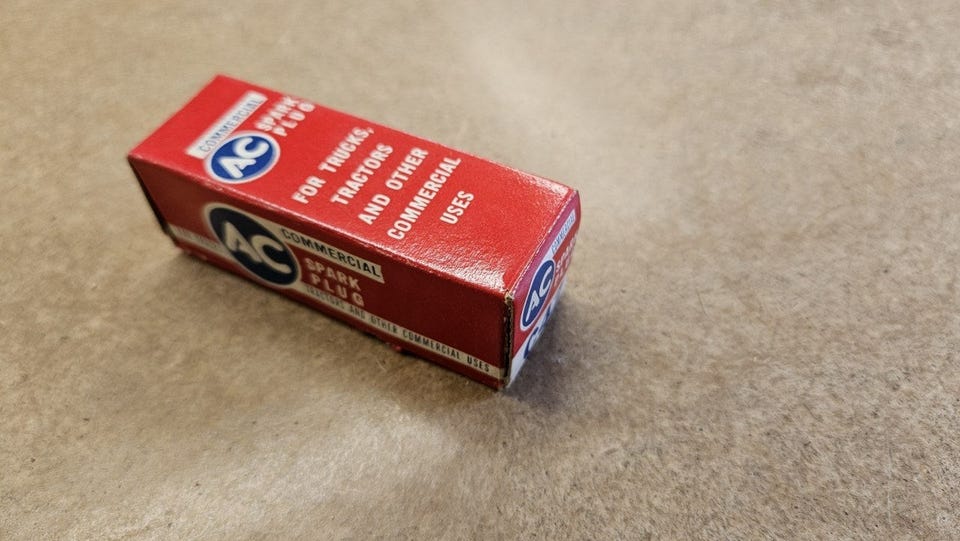 COMMERCIAL
AC
SPARK
PLUG
FOR TRUCKS,
TRACTORS
AND OTHER
COMMERCIAL
USES
AC
COMMERCIAL
SPARK
PLUG
TRACTORS AND OTHER COMMERCIAL USES
AC